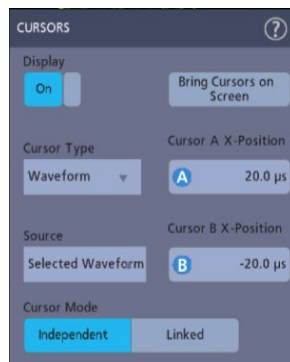 CURSORS
?
Display
On
Bring Cursors on
Screen
Cursor Type
Cursor A X-Position
Waveform
A
20.0 µs
Source
Cursor B X-Position
Selected Waveform
B
-20.0 µs
Cursor Mode
Independent
Linked